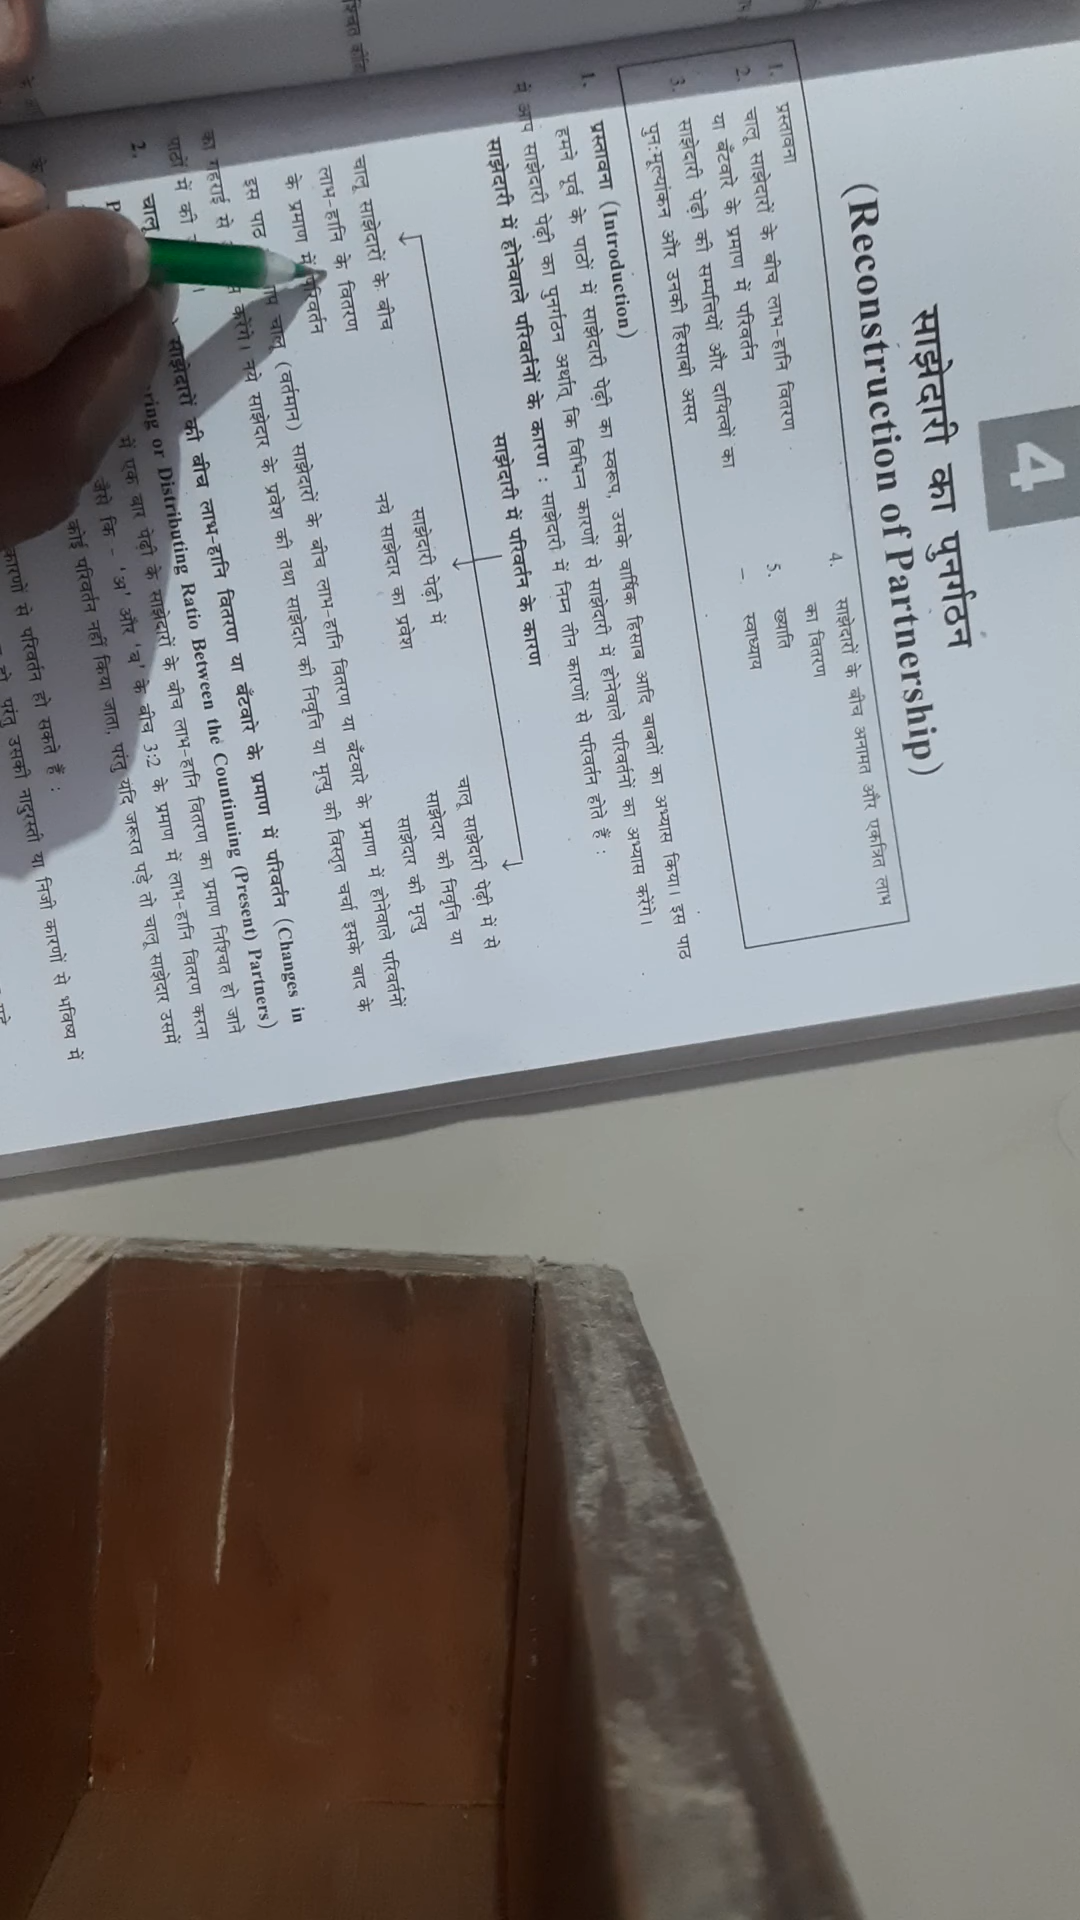 4
साझेदारी का पुनर्गठन
(Reconstruction of Partnership)
1. प्रस्तावना
2. चालु साझेदारों के बीच लाभ-हानि वितरण
या बँटवारे के प्रमाण में परिवर्तन
3. साझेदारी पेढ़ी की सम्पत्तियों और दायित्वों का
पुन:मूल्यांकन और उनकी हिसाबी असर
4. साझेदारों के बीच अनामत और एकत्रित लाभ
का वितरण
5. ख्याति
– स्वाध्याय
1. प्रस्तावना (Introduction)
हमने पूर्व के पाठों में साझेदारी पेढ़ी का स्वरूप, उसके वार्षिक हिसाब आदि बाबतों का अभ्यास किया। इस पाठ
में आप साझेदारी पेढ़ी का पुनर्गठन अर्थात् कि विभिन्न कारणों से साझेदारी में होनेवाले परिवर्तनों का अभ्यास करेंगे।
साझेदारी में होनेवाले परिवर्तनों के कारण : साझेदारी में निम्न तीन कारणों से परिवर्तन होते हैं :
साझेदारी में परिवर्तन के कारण
चालु साझेदारों के बीच
लाभ-हानि के वितरण
के प्रमाण में परिवर्तन
साझेदारी पेढ़ी में
नये साझेदार का प्रवेश
चालु साझेदारी पेढ़ी में से
साझेदार की निवृत्ति या
साझेदार की मृत्यु
इस पाठ चालु (वर्तमान) साझेदारों के बीच लाभ-हानि वितरण या बँटवारे के प्रमाण में होनेवाले परिवर्तनों
का गहराई से करेंगे। नये साझेदार के प्रवेश की तथा साझेदार की निवृत्ति या मृत्यु की विस्तृत चर्चा इसके बाद के
पाठों में की
2. चालु साझेदारों की बीच लाभ-हानि वितरण या बँटवारे के प्रमाण में परिवर्तन (Changes in
or Distributing Ratio Between the Countinuing (Present) Partners)
में एक बार पेढ़ी के साझेदारों के बीच लाभ-हानि वितरण का प्रमाण निश्चित हो जाने
जैसे कि – 'अ' और 'ब' के बीच 3:2 के प्रमाण में लाभ-हानि वितरण करना
कोई परिवर्तन नहीं किया जाता, परंतु यदि जरूरत पड़े तो चालु साझेदार उसमें
कारणों से परिवर्तन हो सकते हैं :
हो परंतु उसकी नादुरस्ती या निजी कारणों से भविष्य में